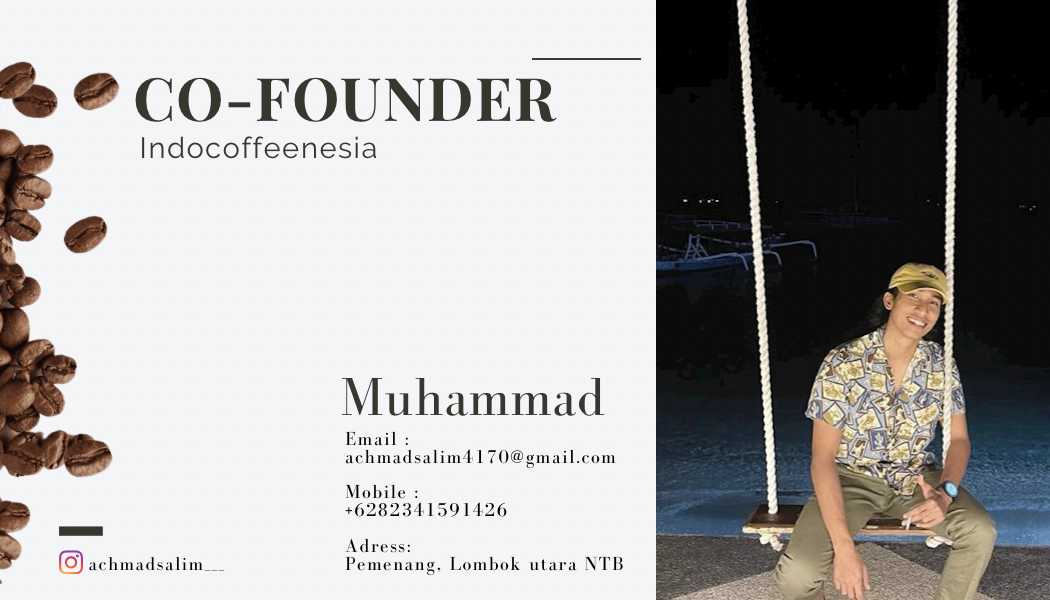 CO-FOUNDER
Indocoffeenesia
Muhammad
Email :
achmadsalim4170@gmail.com
Mobile :
+6282341591426
Adress:
Pemenang, Lombok utara NTB
achmadsalim___